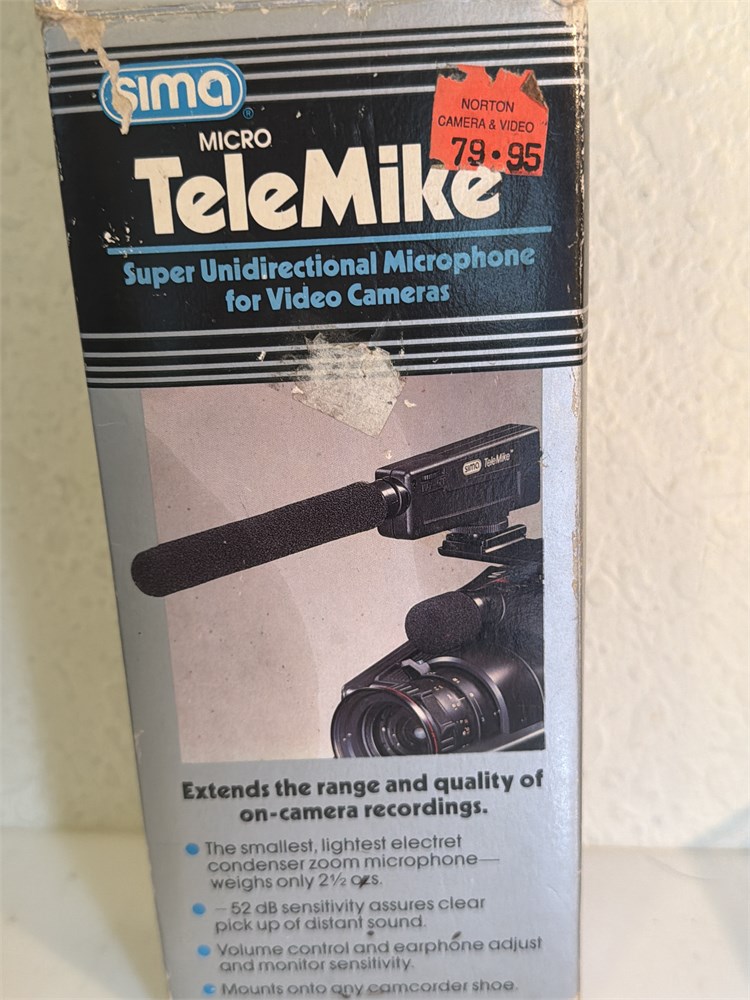 sima ®
NORTON
CAMERA & VIDEO
79.95
MICRO
TeleMike
Super Unidirectional Microphone
for Video Cameras
sima TeleMike™
Extends the range and quality of
on-camera recordings.
The smallest, lightest electret
condenser zoom microphone—
weighs only 2½ ozs.
– 52 dB sensitivity assures clear
pick up of distant sound.
Volume control and earphone adjust
and monitor sensitivity.
Mounts onto any camcorder shoe.